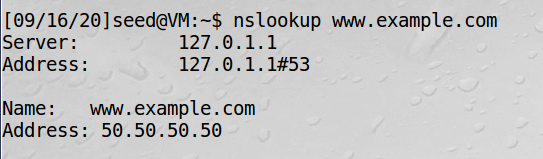 [09/16/20]seed@VM:~$ nslookup www.example.com
Server:         127.0.1.1
Address:        127.0.1.1#53

Name:   www.example.com
Address: 50.50.50.50